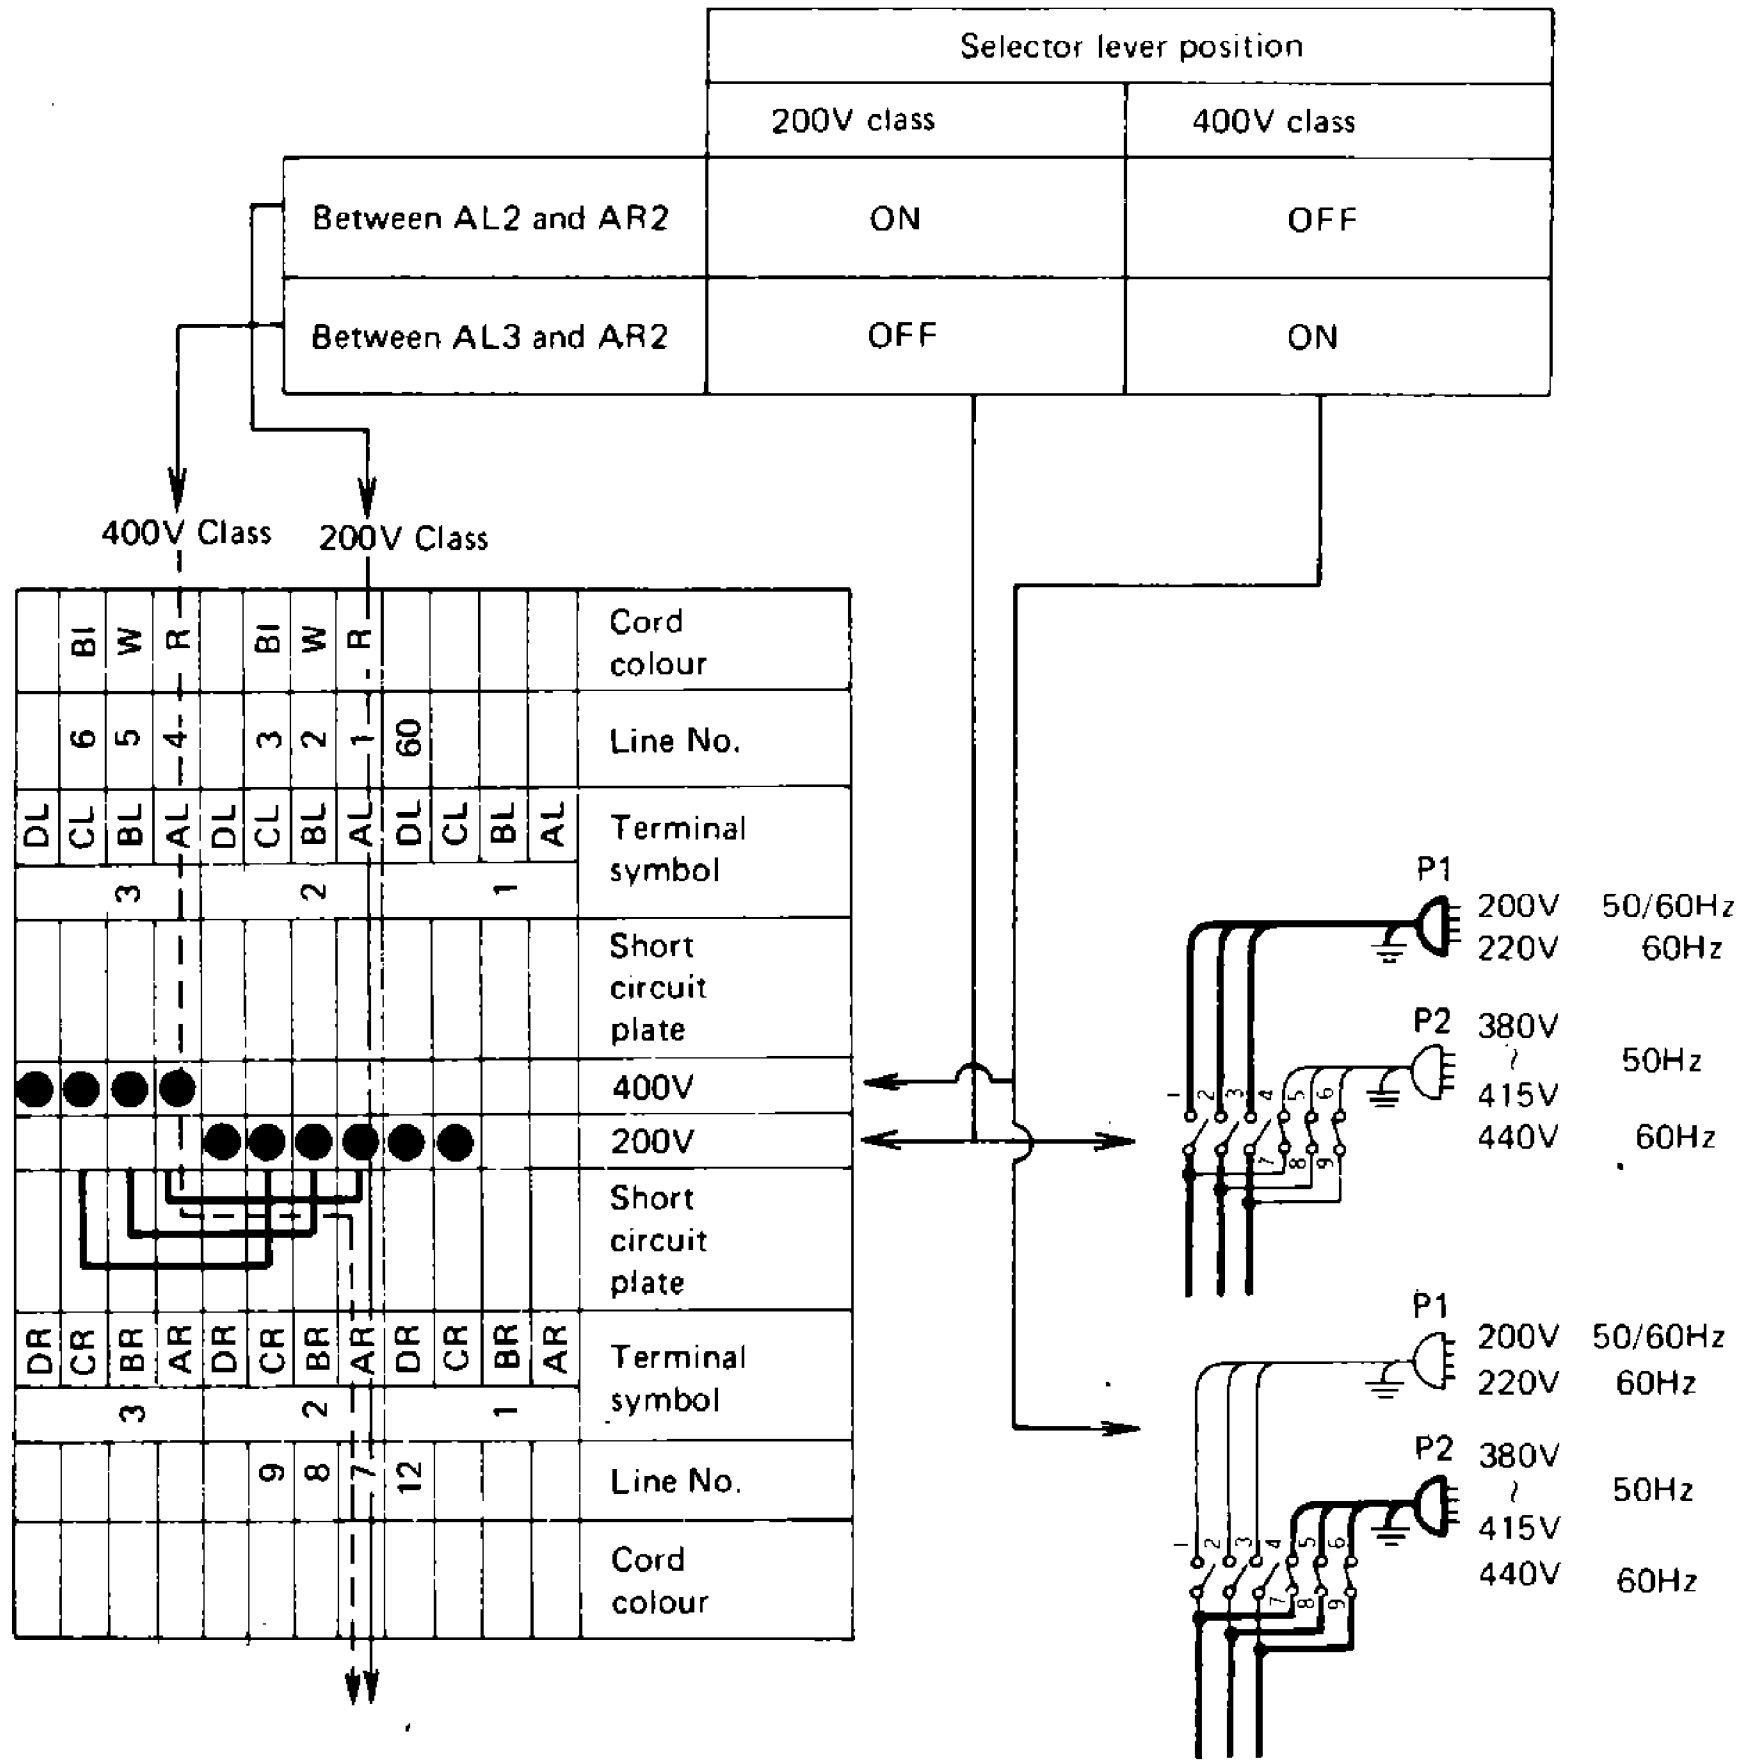 Selector lever position
200V class 400V class
Between AL2 and AR2 ON OFF
Between AL3 and AR2 OFF ON
400V Class 200V Class
Bl W R Bl W R Cord
colour
6 5 4 3 2 1 60 Line No.
DL CL BL AL DL CL BL AL DL CL BL AL Terminal
symbol
3 2 1
Short
circuit
plate
400V
200V
Short
circuit
plate
DR CR BR AR DR CR BR AR DR CR BR AR Terminal
symbol
3 2 1
9 8 7 12 Line No.
Cord
colour
P1
200V 50/60Hz
220V 60Hz
P2 380V
~ 50Hz
415V
440V 60Hz
1 2 3 4 5 6
7 8 9
P1
200V 50/60Hz
220V 60Hz
P2 380V
~ 50Hz
415V
440V 60Hz
1 2 3 4 5 6
7 8 9